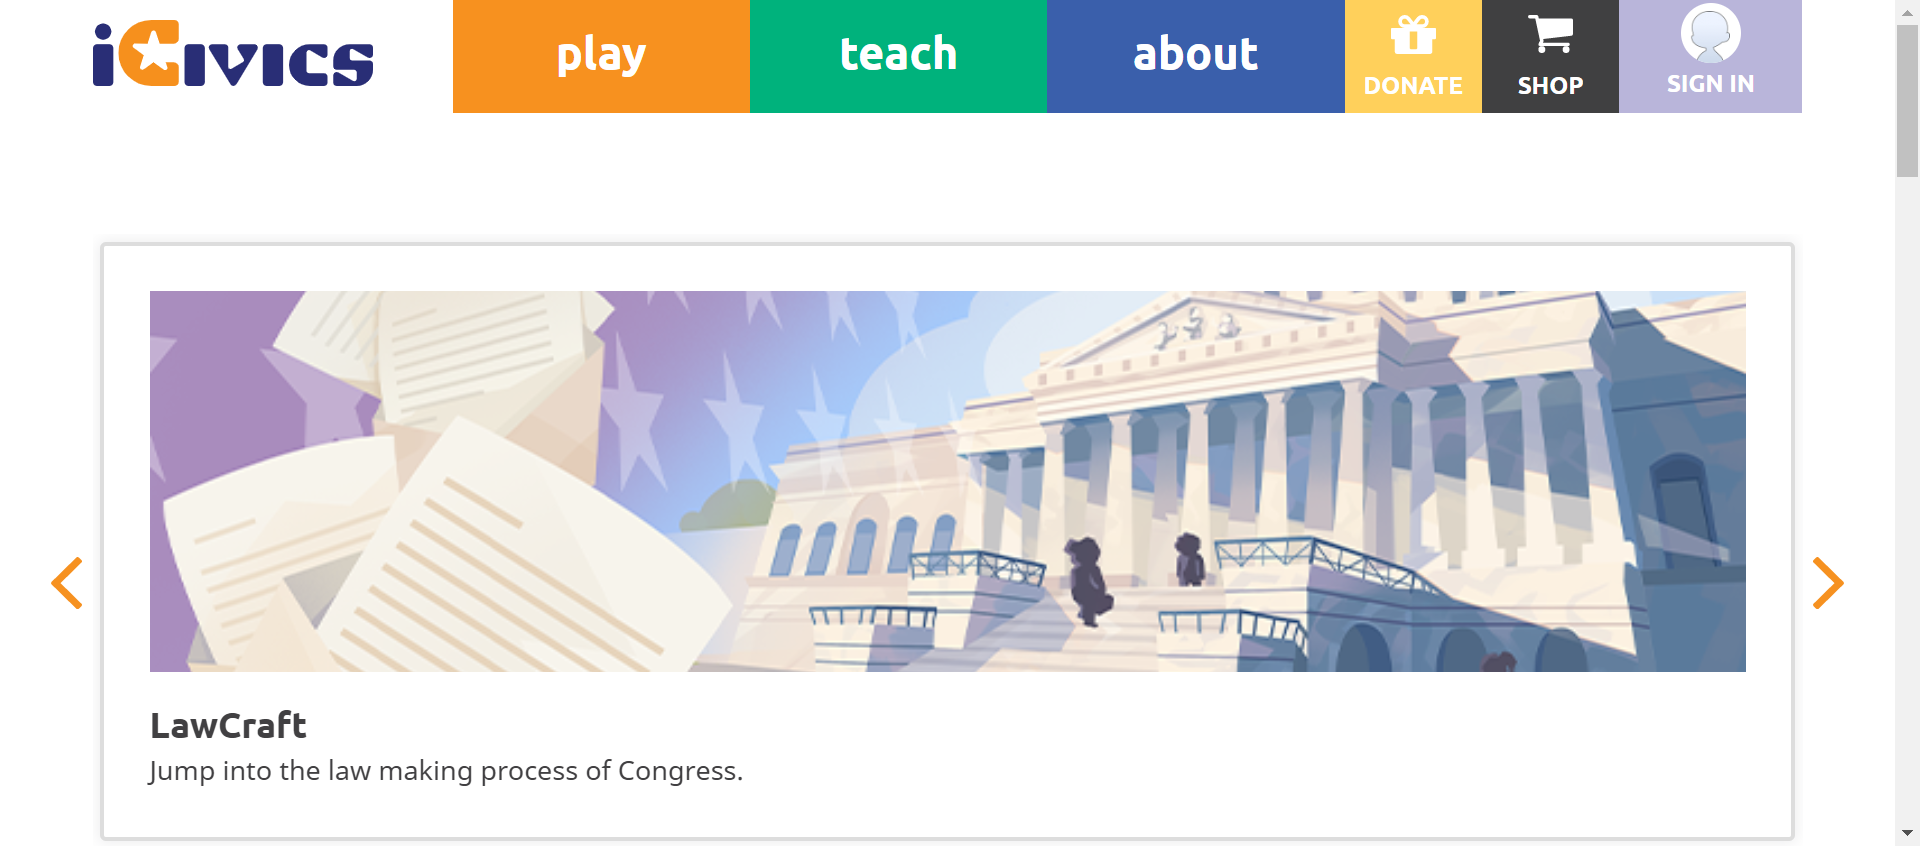 iCivics
play
teach
about
DONATE
SHOP
SIGN IN
LawCraft
Jump into the law making process of Congress.